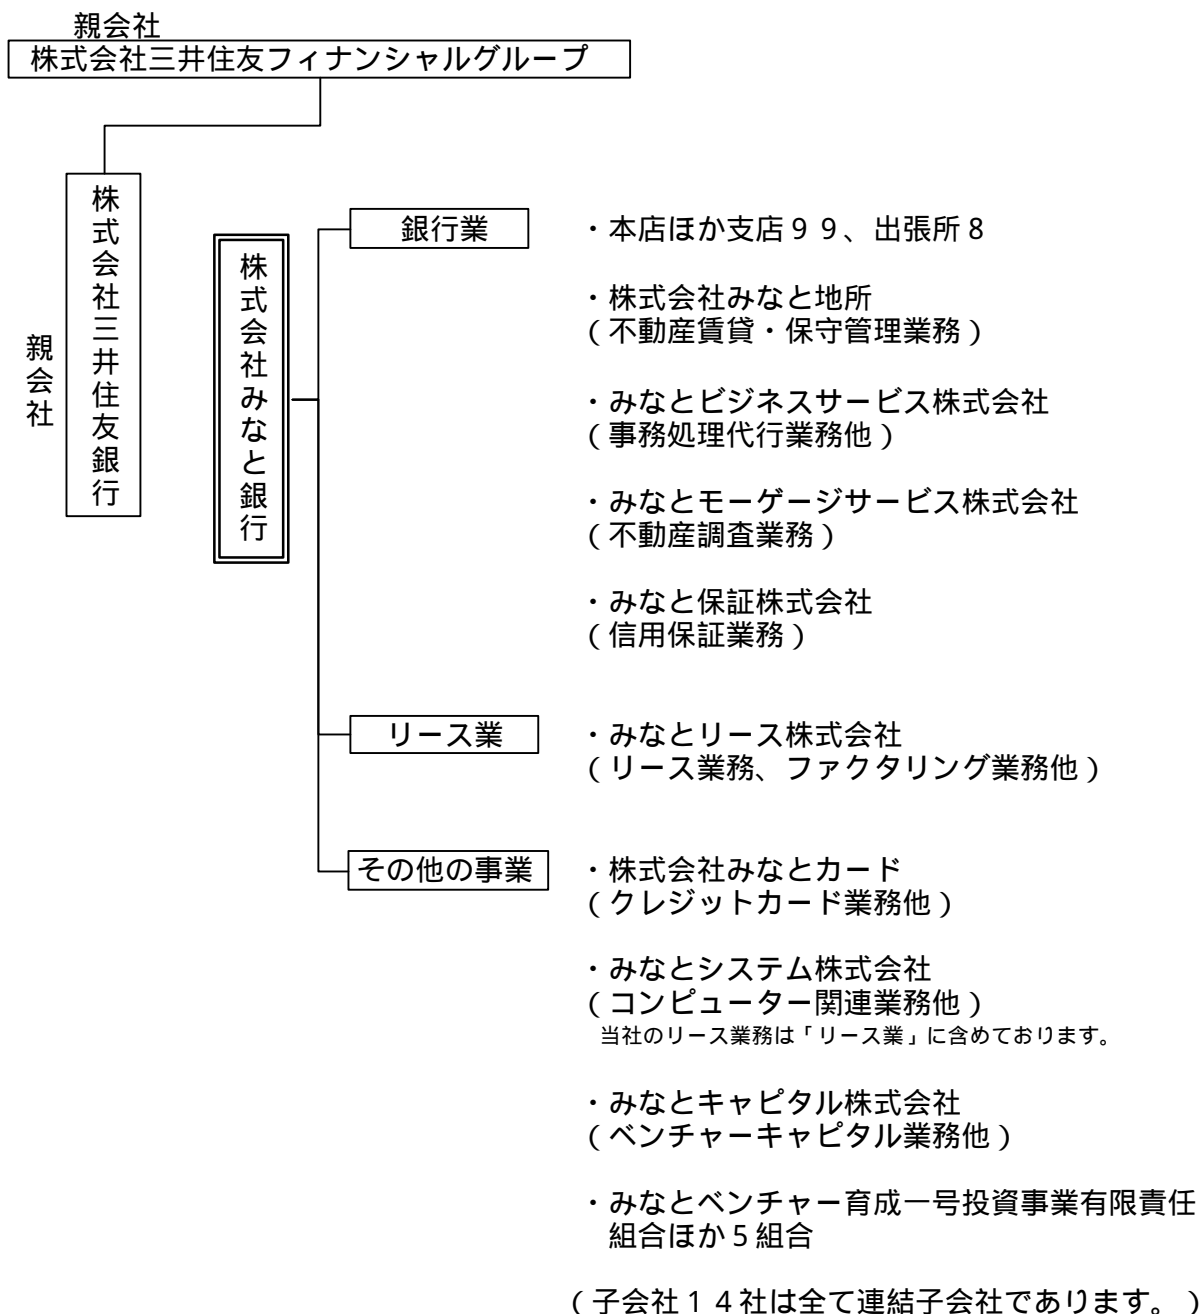 親会社
株式会社三井住友フィナンシャルグループ
親会社
株式会社三井住友銀行
株式会社みなと銀行
銀行業
・本店ほか支店９９、出張所８
・株式会社みなと地所
（不動産賃貸・保守管理業務）
・みなとビジネスサービス株式会社
（事務処理代行業務他）
・みなとモーゲージサービス株式会社
（不動産調査業務）
・みなと保証株式会社
（信用保証業務）
リース業
・みなとリース株式会社
（リース業務、ファクタリング業務他）
その他の事業
・株式会社みなとカード
（クレジットカード業務他）
・みなとシステム株式会社
（コンピューター関連業務他）
当社のリース業務は「リース業」に含めております。
・みなとキャピタル株式会社
（ベンチャーキャピタル業務他）
・みなとベンチャー育成一号投資事業有限責任
組合ほか５組合
（子会社１４社は全て連結子会社であります。）